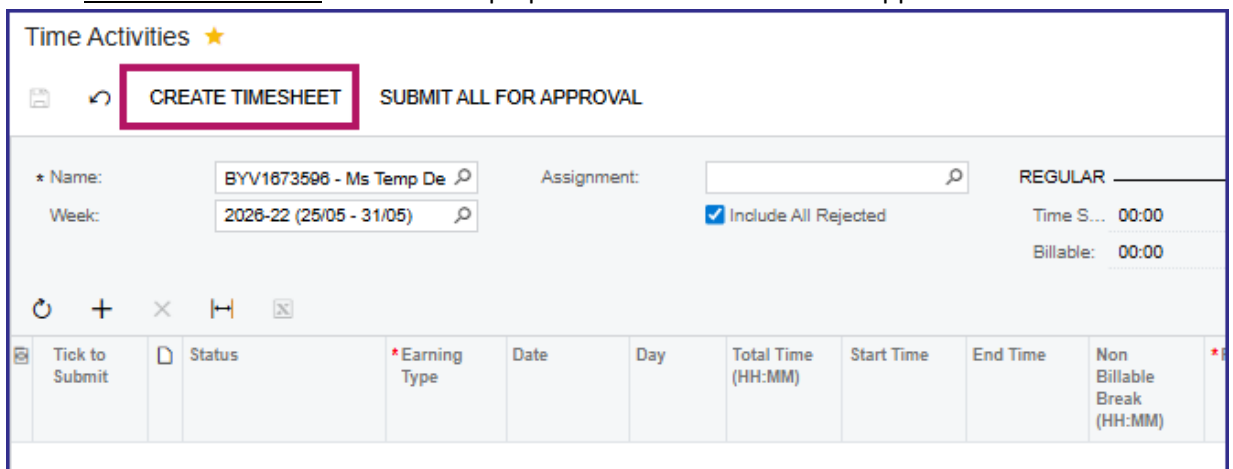 Time Activities
CREATE TIMESHEET SUBMIT ALL FOR APPROVAL
* Name: BYV1673596 - Ms Temp De Assignment: REGULAR
Week: 2026-22 (25/05 - 31/05) Include All Rejected Time S... 00:00
Billable: 00:00
Tick to Submit Status * Earning Type Date Day Total Time (HH:MM) Start Time End Time Non Billable Break (HH:MM) *